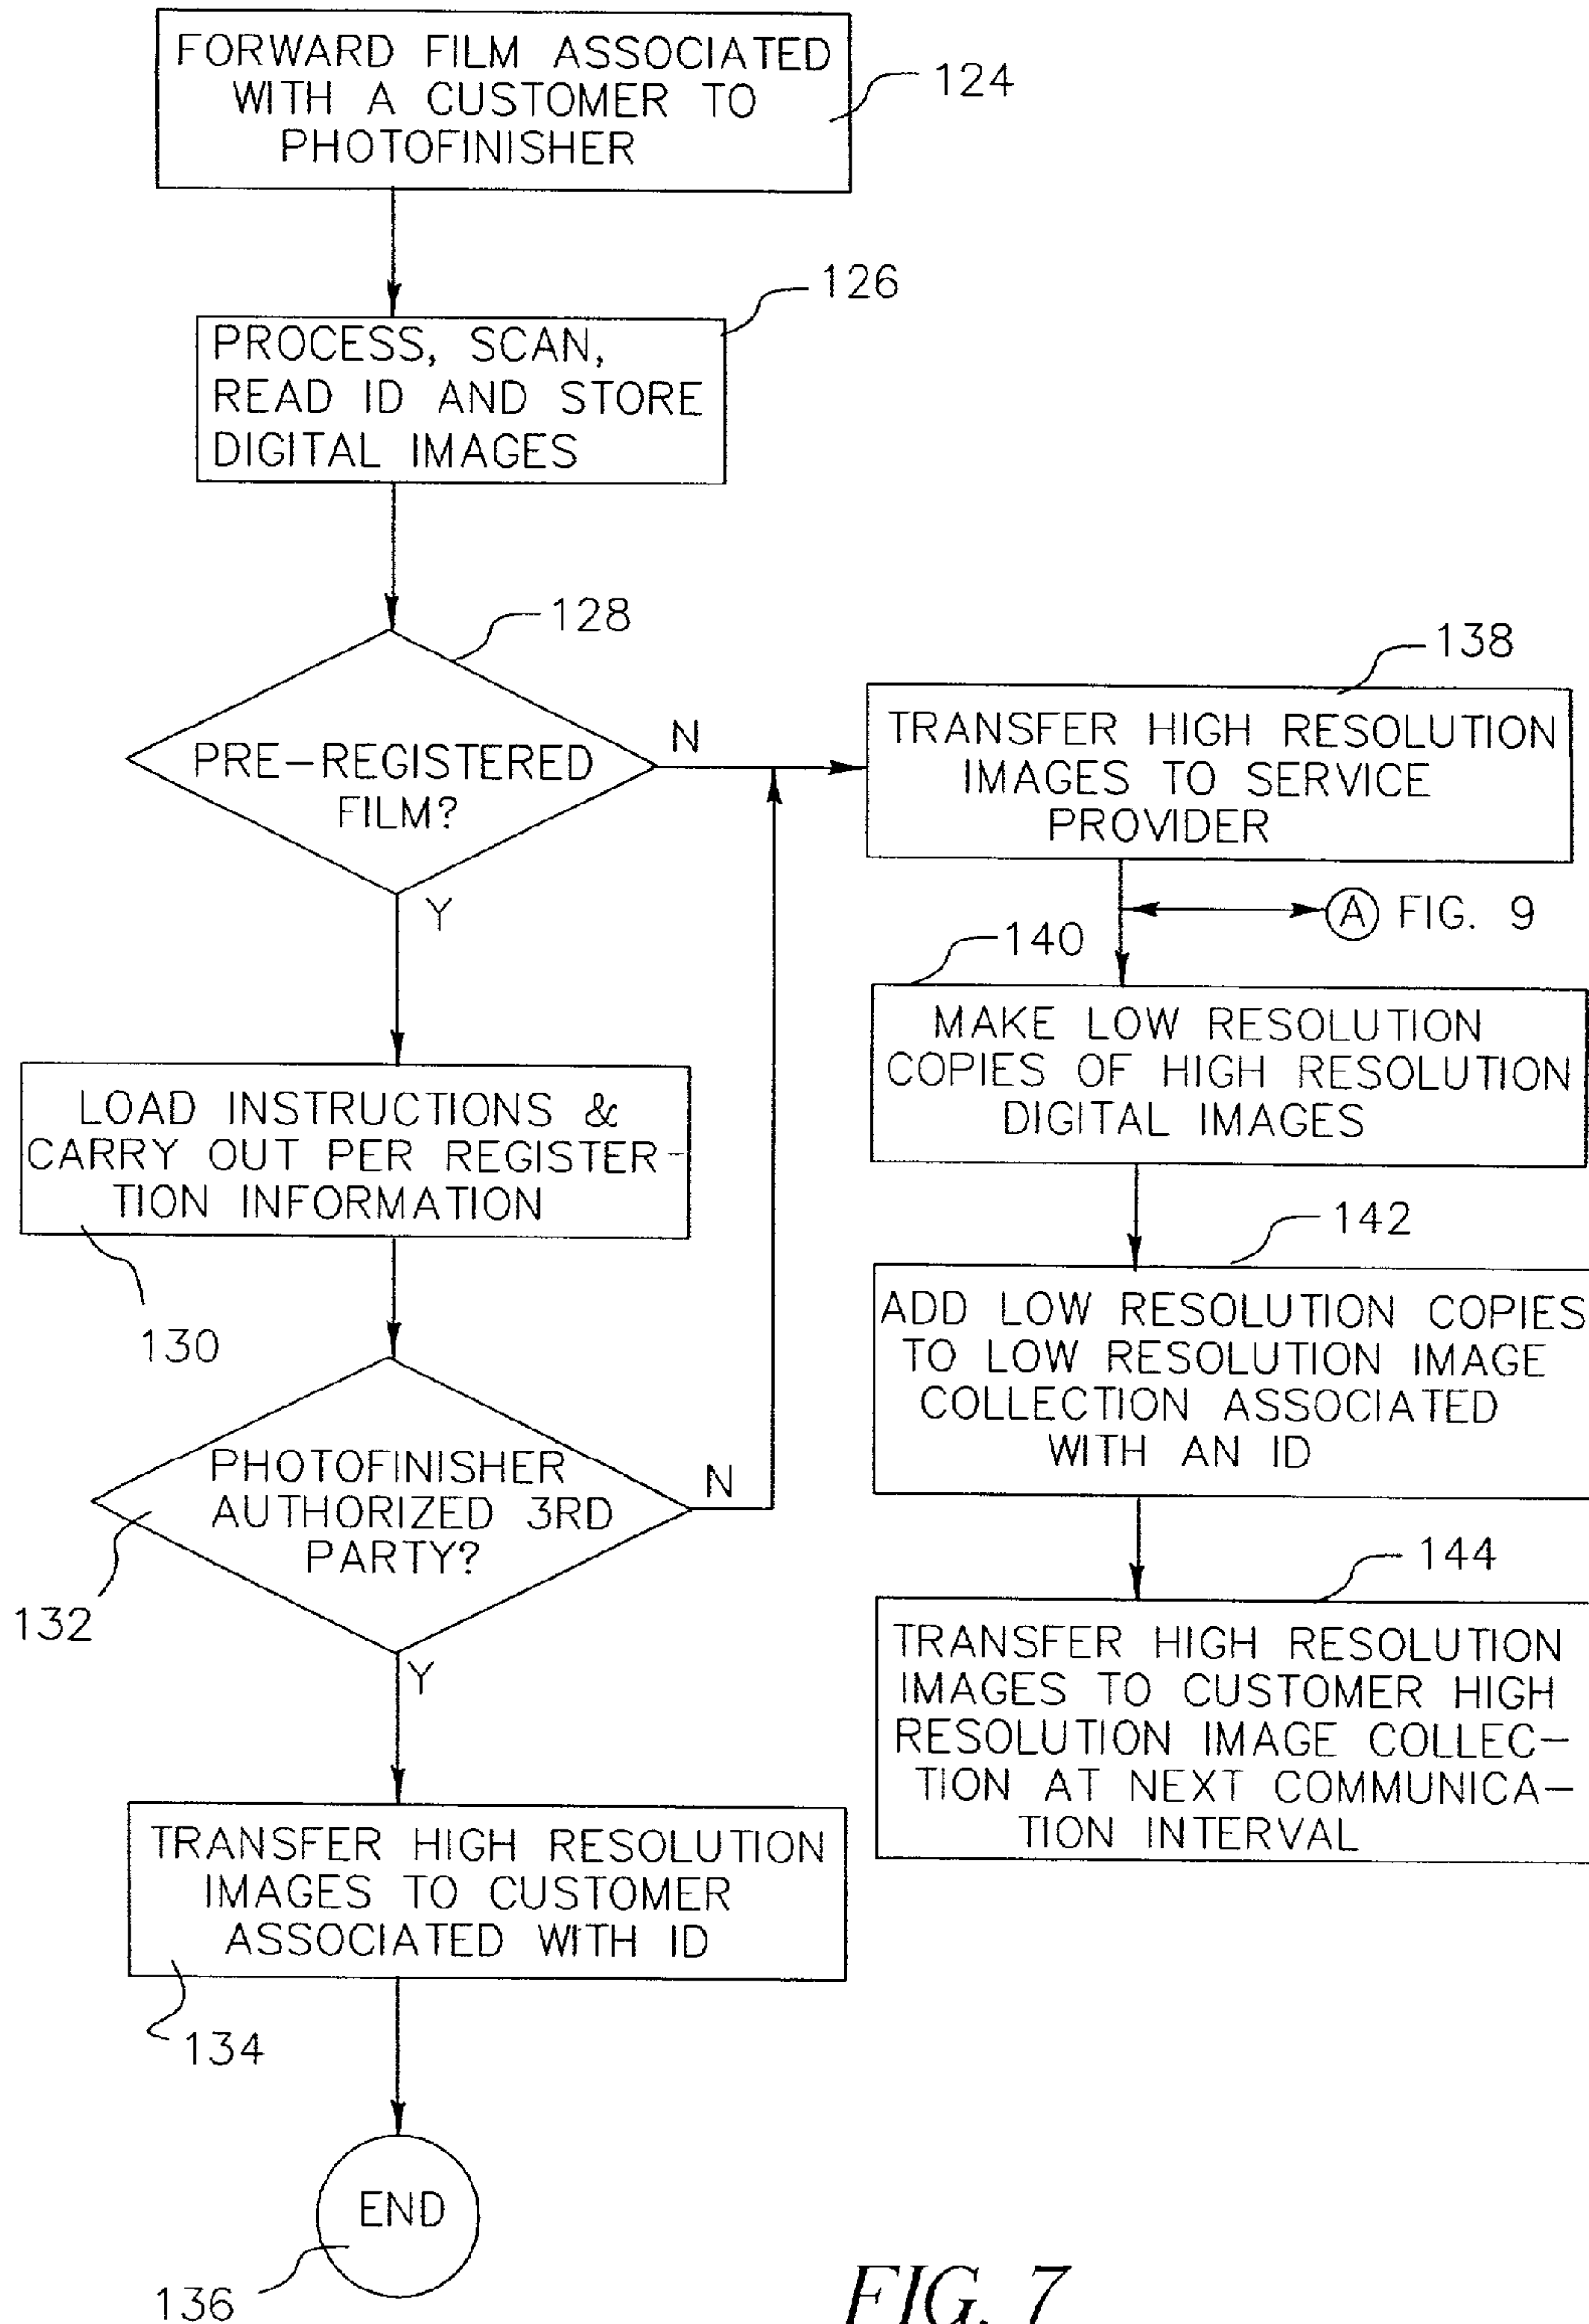 FORWARD FILM ASSOCIATED
WITH A CUSTOMER TO
PHOTOFINISHER
124
126
PROCESS, SCAN,
READ ID AND STORE
DIGITAL IMAGES
128
PRE-REGISTERED
FILM?
N
Y
LOAD INSTRUCTIONS &
CARRY OUT PER REGISTER-
TION INFORMATION
130
PHOTOFINISHER
AUTHORIZED 3RD
PARTY?
N
132
Y
TRANSFER HIGH RESOLUTION
IMAGES TO CUSTOMER
ASSOCIATED WITH ID
134
END
136
138
TRANSFER HIGH RESOLUTION
IMAGES TO SERVICE
PROVIDER
A FIG. 9
140
MAKE LOW RESOLUTION
COPIES OF HIGH RESOLUTION
DIGITAL IMAGES
142
ADD LOW RESOLUTION COPIES
TO LOW RESOLUTION IMAGE
COLLECTION ASSOCIATED
WITH AN ID
144
TRANSFER HIGH RESOLUTION
IMAGES TO CUSTOMER HIGH
RESOLUTION IMAGE COLLEC-
TION AT NEXT COMMUNICA-
TION INTERVAL
FIG. 7